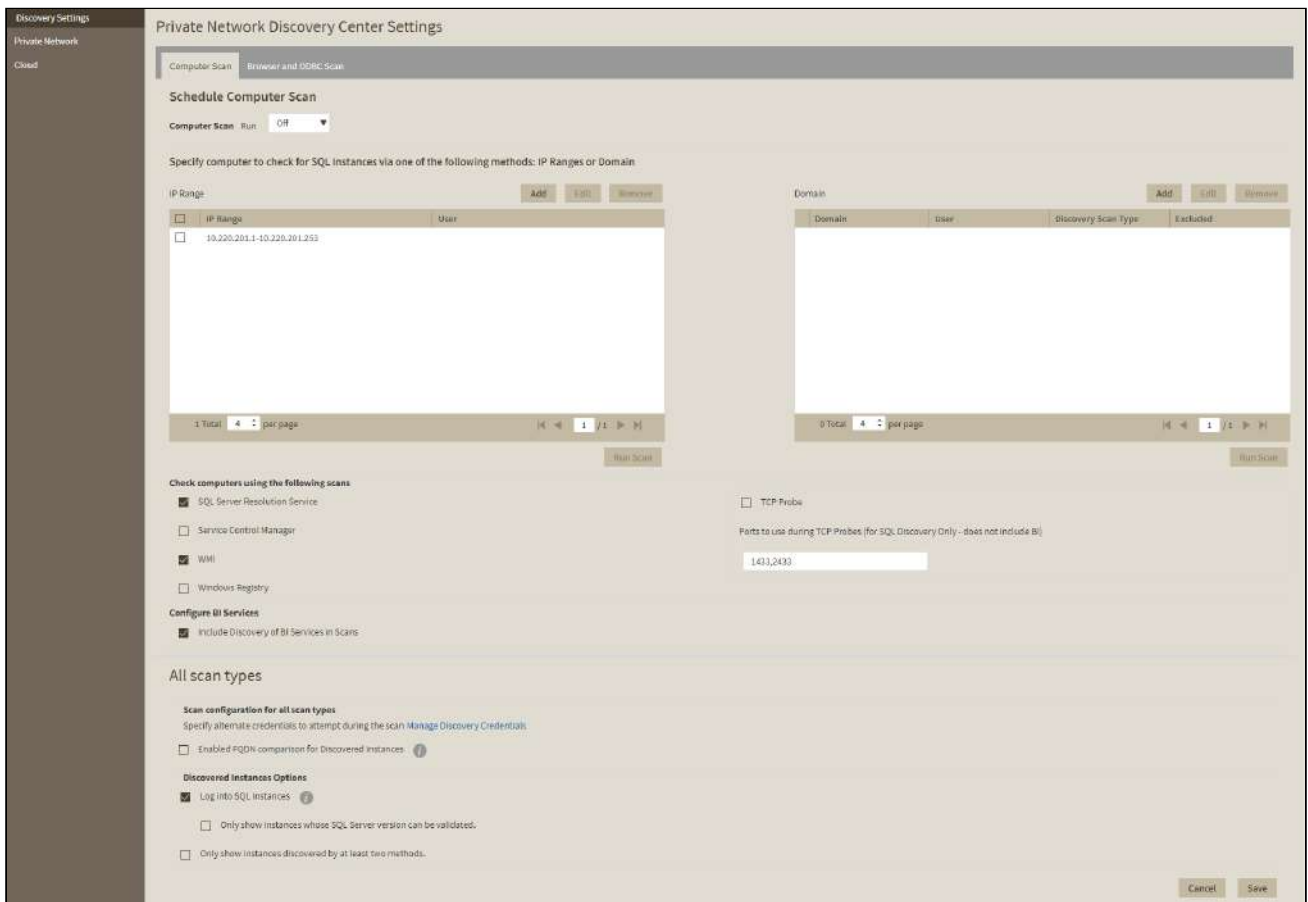 Discovery Settings
Private Network
Cloud
Private Network Discovery Center Settings
Computer Scan Browser and ODBC Scan
Schedule Computer Scan
Computer Scan Run Off
Specify computer to check for SQL Instances via one of the following methods: IP Ranges or Domain
IP Range Add Edit Remove
IP Range User
10.220.201.1-10.220.201.253
1 Total 4 per page 1 / 1
Run Scan
Domain Add Edit Remove
Domain User Discovery Scan Type Excluded
0 Total 4 per page 1 / 1
Run Scan
Check computers using the following scans
SQL Server Resolution Service
Service Control Manager
WMI
Windows Registry
TCP Probe
Ports to use during TCP Probes (for SQL Discovery Only - does not include BI)
1433,2433
Configure BI Services
Include Discovery of BI Services in Scans
All scan types
Scan configuration for all scan types
Specify alternate credentials to attempt during the scan Manage Discovery Credentials
Enabled FQDN comparison for Discovered Instances i
Discovered Instances Options
Log into SQL Instances i
Only show instances whose SQL Server version can be validated.
Only show instances discovered by at least two methods.
Cancel Save